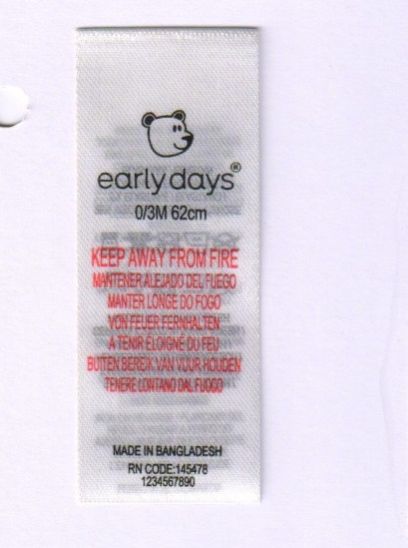 early days®
0/3M 62cm
KEEP AWAY FROM FIRE
MANTENER ALEJADO DEL FUEGO
MANTER LONGE DO FOGO
VON FEUER FERNHALTEN
A TENIR ÉLOIGNÉ DU FEU
BUITEN BEREIK VAN VUUR HOUDEN
TENERE LONTANO DAL FUOCO
MADE IN BANGLADESH
RN CODE:145478
1234567890